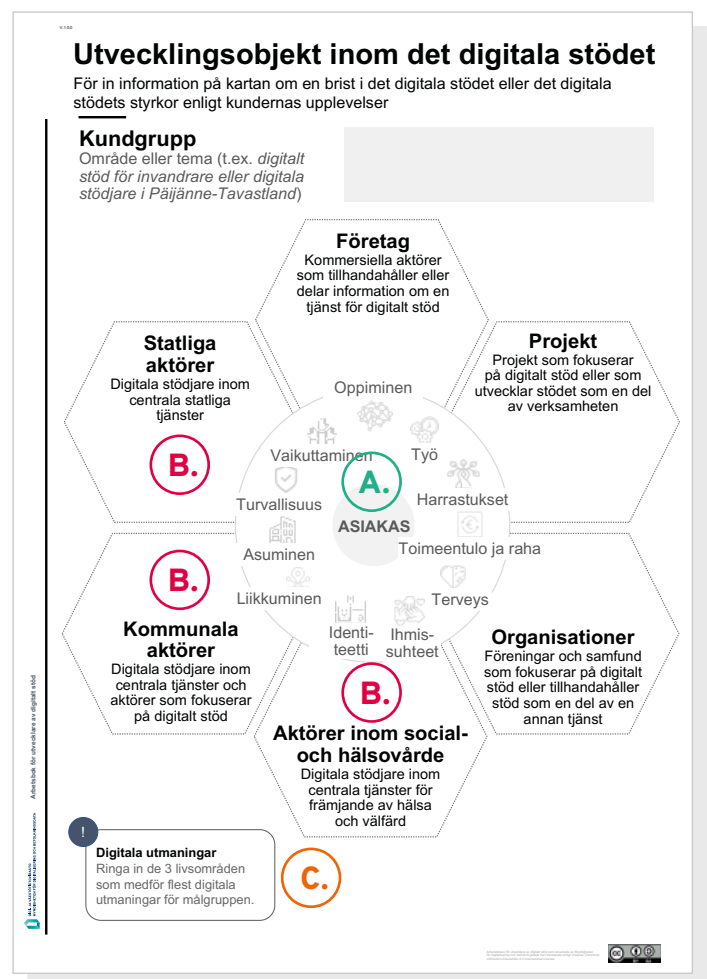 V. 1.0.0
Utvecklingsobjekt inom det digitala stödet
För in information på kartan om en brist i det digitala stödet eller det digitala
stödets styrkor enligt kundernas upplevelser
Kundgrupp
Område eller tema (t.ex. digitalt
stöd för invandrare eller digitala
stödjare i Päijänne-Tavastland)
Företag
Kommersiella aktörer
som tillhandahåller eller
delar information om en
tjänst för digitalt stöd
Statliga
aktörer
Digitala stödjare inom
centrala statliga
tjänster
B.
Projekt
Projekt som fokuserar
på digitalt stöd eller som
utvecklar stödet som en del
av verksamheten
Oppiminen
Vaikuttaminen
Työ
A.
Turvallisuus
Harrastukset
ASIAKAS
Asuminen
Toimeentulo ja raha
Liikkuminen
Terveys
Identi-
teetti
Ihmis-
suhteet
B.
Kommunala
aktörer
Digitala stödjare inom
centrala tjänster och
aktörer som fokuserar
på digitalt stöd
Organisationer
Föreningar och samfund
som fokuserar på digitalt
stöd eller tillhandahåller
stöd som en del av en
annan tjänst
B.
Aktörer inom social-
och hälsovårde
Digitala stödjare inom
centrala tjänster för
främjande av hälsa
och välfärd
!
Digitala utmaningar
Ringa in de 3 livsområden
som medför flest digitala
utmaningar för målgruppen.
C.
Arbetsbok för utvecklare av digitalt stöd
cc